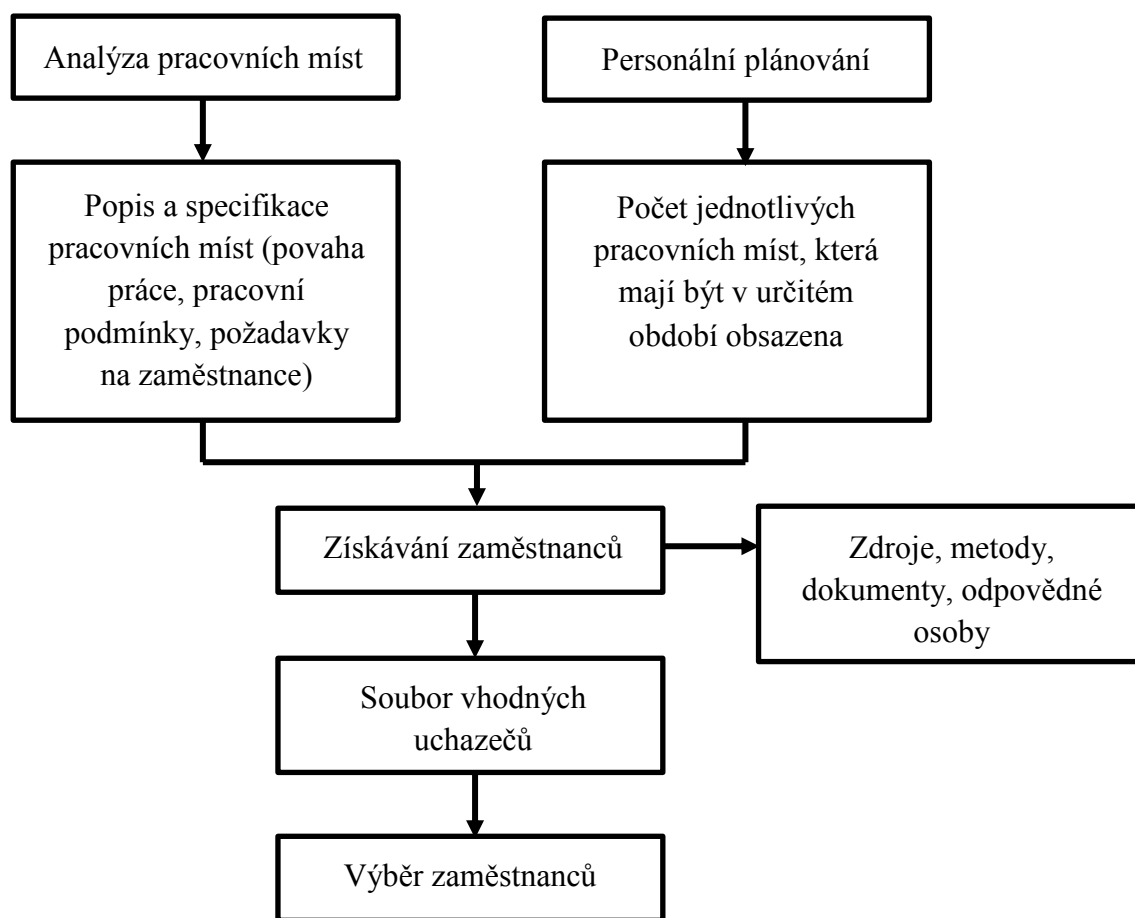 Analýza pracovních míst
Personální plánování
Popis a specifikace
pracovních míst (povaha
práce, pracovní
podmínky, požadavky
na zaměstnance)
Počet jednotlivých
pracovních míst, která
mají být v určitém
období obsazena
Získávání zaměstnanců
Zdroje, metody,
dokumenty, odpovědné
osoby
Soubor vhodných
uchazečů
Výběr zaměstnanců